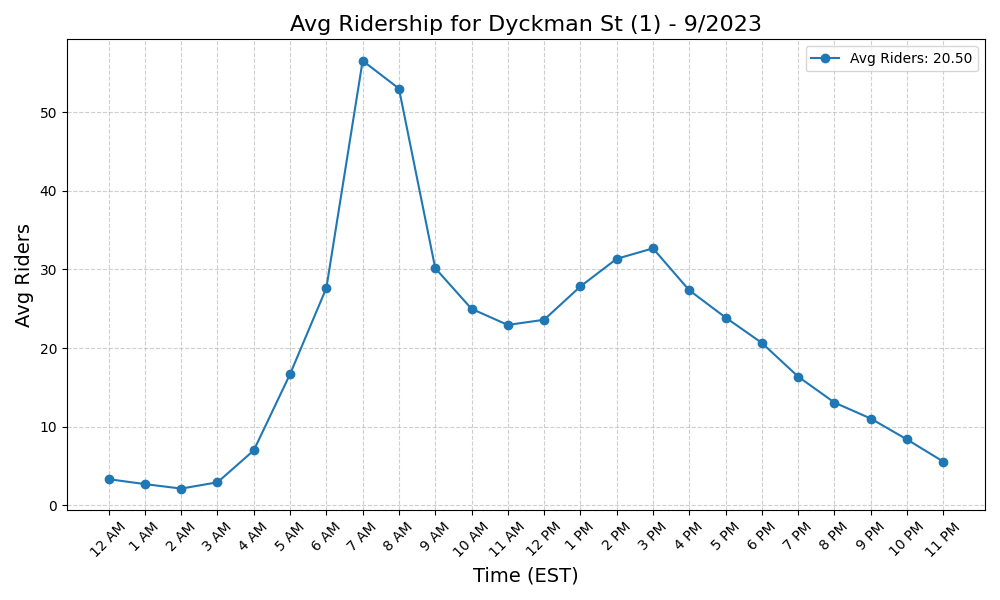 Avg Ridership for Dyckman St (1) - 9/2023
Avg Riders: 20.50
Avg Riders
50
40
30
20
10
0
12 AM
1 AM
2 AM
3 AM
4 AM
5 AM
6 AM
7 AM
8 AM
9 AM
10 AM
11 AM
12 PM
1 PM
2 PM
3 PM
4 PM
5 PM
6 PM
7 PM
8 PM
9 PM
10 PM
11 PM
Time (EST)